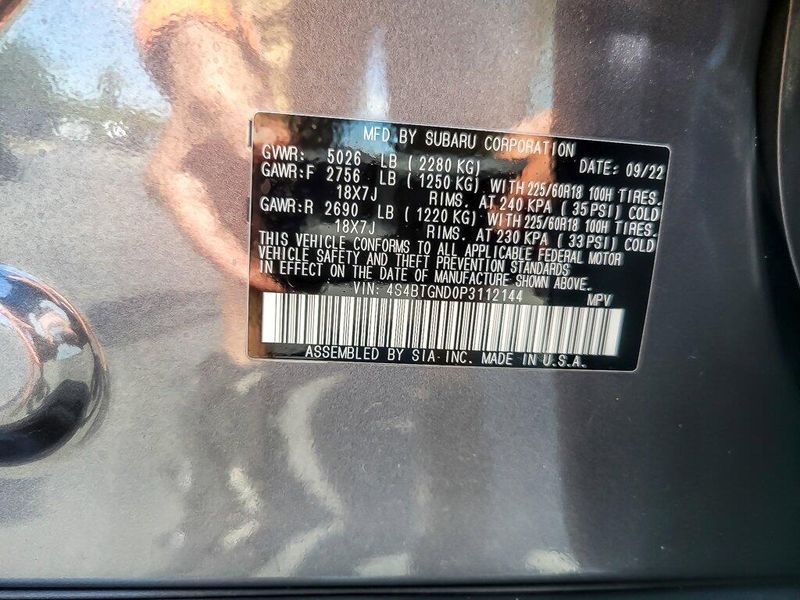 MFD BY SUBARU CORPORATION
GVWR: 5026 LB ( 2280 KG) DATE: 09/22
GAWR:F 2756 LB ( 1250 KG) WITH 225/60R18 100H TIRES.
18X7J RIMS. AT 240 KPA ( 35 PSI) COLD
GAWR:R 2690 LB ( 1220 KG) WITH 225/60R18 100H TIRES.
18X7J RIMS. AT 230 KPA ( 33 PSI) COLD
THIS VEHICLE CONFORMS TO ALL APPLICABLE FEDERAL MOTOR
VEHICLE SAFETY AND THEFT PREVENTION STANDARDS
IN EFFECT ON THE DATE OF MANUFACTURE SHOWN ABOVE.
VIN: 4S4BTGND0P3112144 MPV
ASSEMBLED BY SIA-INC. MADE IN U.S.A.